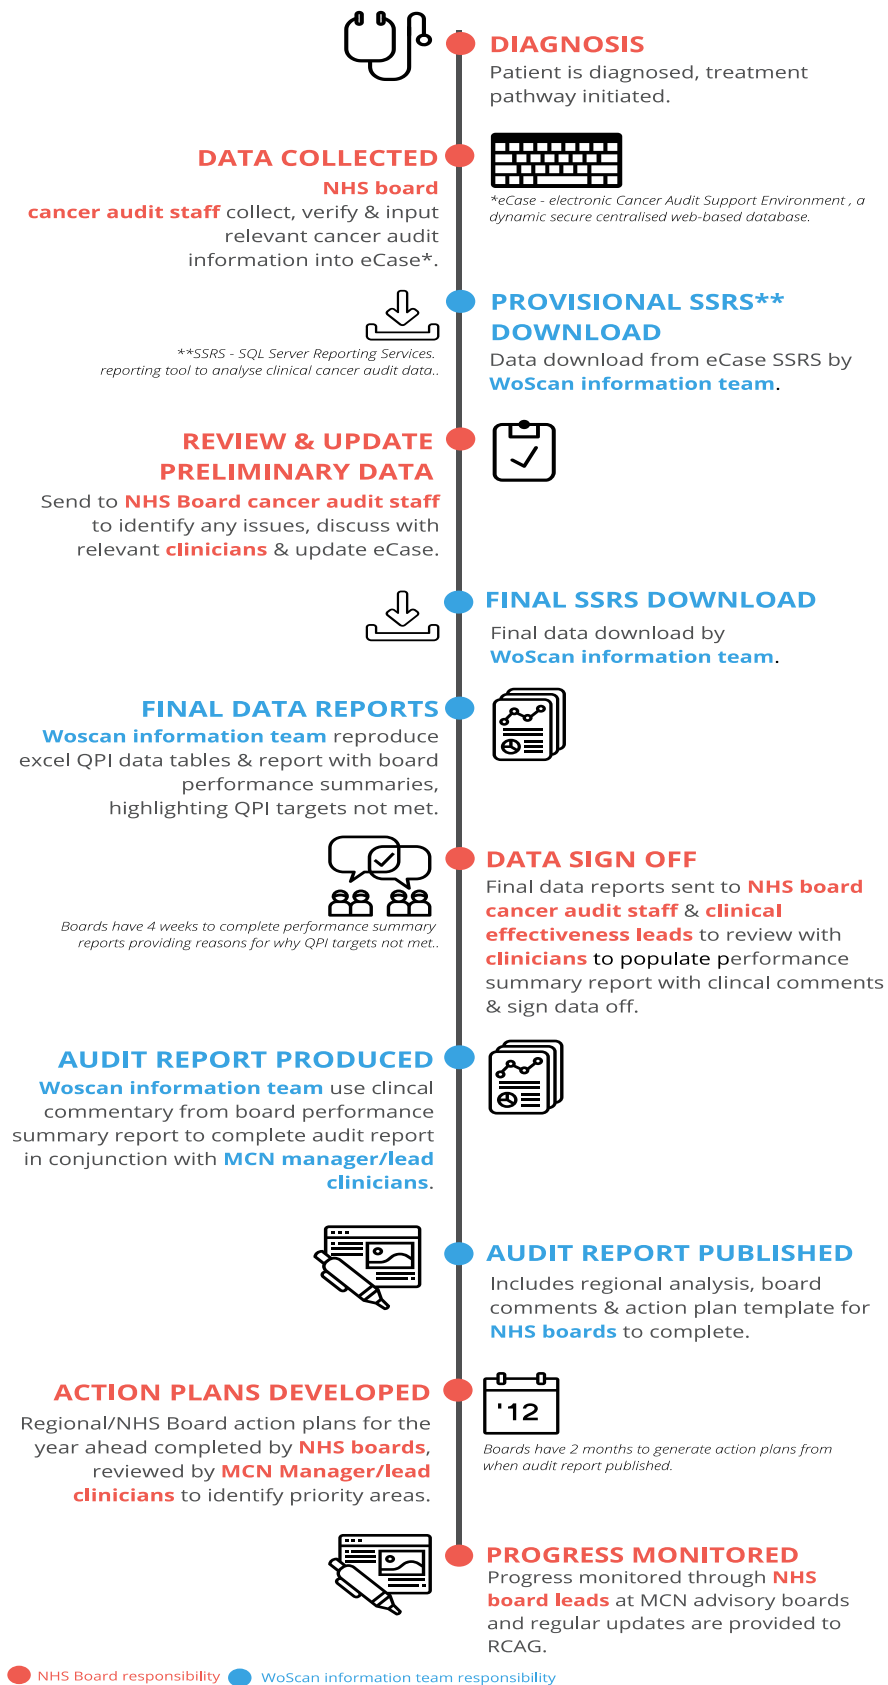 DIAGNOSIS
Patient is diagnosed, treatment
pathway initiated.
DATA COLLECTED
NHS board
cancer audit staff collect, verify & input
relevant cancer audit
information into eCase*.
*eCase - electronic Cancer Audit Support Environment , a
dynamic secure centralised web-based database.
PROVISIONAL SSRS**
DOWNLOAD
Data download from eCase SSRS by
WoScan information team.
**SSRS - SQL Server Reporting Services.
reporting tool to analyse clinical cancer audit data..
REVIEW & UPDATE
PRELIMINARY DATA
Send to NHS Board cancer audit staff
to identify any issues, discuss with
relevant clinicians & update eCase.
FINAL SSRS DOWNLOAD
Final data download by
WoScan information team.
FINAL DATA REPORTS
Woscan information team reproduce
excel QPI data tables & report with board
performance summaries,
highlighting QPI targets not met.
DATA SIGN OFF
Final data reports sent to NHS board
cancer audit staff & clinical
effectiveness leads to review with
clinicians to populate performance
summary report with clincal comments
& sign data off.
Boards have 4 weeks to complete performance summary
reports providing reasons for why QPI targets not met..
AUDIT REPORT PRODUCED
Woscan information team use clincal
commentary from board performance
summary report to complete audit report
in conjunction with MCN manager/lead
clinicians.
AUDIT REPORT PUBLISHED
Includes regional analysis, board
comments & action plan template for
NHS boards to complete.
ACTION PLANS DEVELOPED
Regional/NHS Board action plans for the
year ahead completed by NHS boards,
reviewed by MCN Manager/lead
clinicians to identify priority areas.
'12
Boards have 2 months to generate action plans from
when audit report published.
PROGRESS MONITORED
Progress monitored through NHS
board leads at MCN advisory boards
and regular updates are provided to
RCAG.
NHS Board responsibility
WoScan information team responsibility